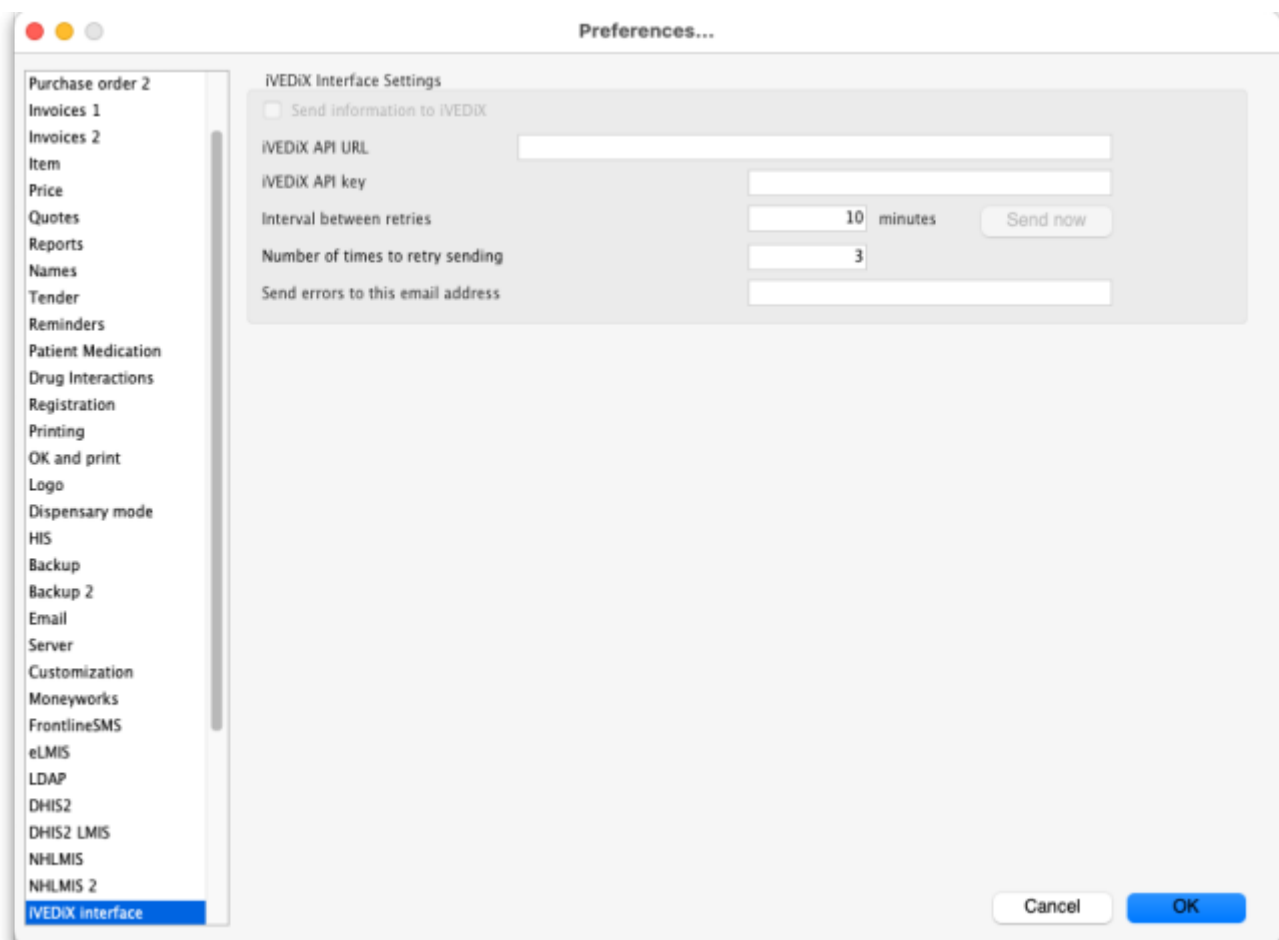 Preferences...
Purchase order 2
Invoices 1
Invoices 2
Item
Price
Quotes
Reports
Names
Tender
Reminders
Patient Medication
Drug Interactions
Registration
Printing
OK and print
Logo
Dispensary mode
HIS
Backup
Backup 2
Email
Server
Customization
Moneyworks
FrontlineSMS
eLMIS
LDAP
DHIS2
DHIS2 LMIS
NHLMIS
NHLMIS 2
iVEDiX interface
iVEDiX Interface Settings
Send information to iVEDiX
iVEDiX API URL
iVEDiX API key
Interval between retries 10 minutes Send now
Number of times to retry sending 3
Send errors to this email address
Cancel OK